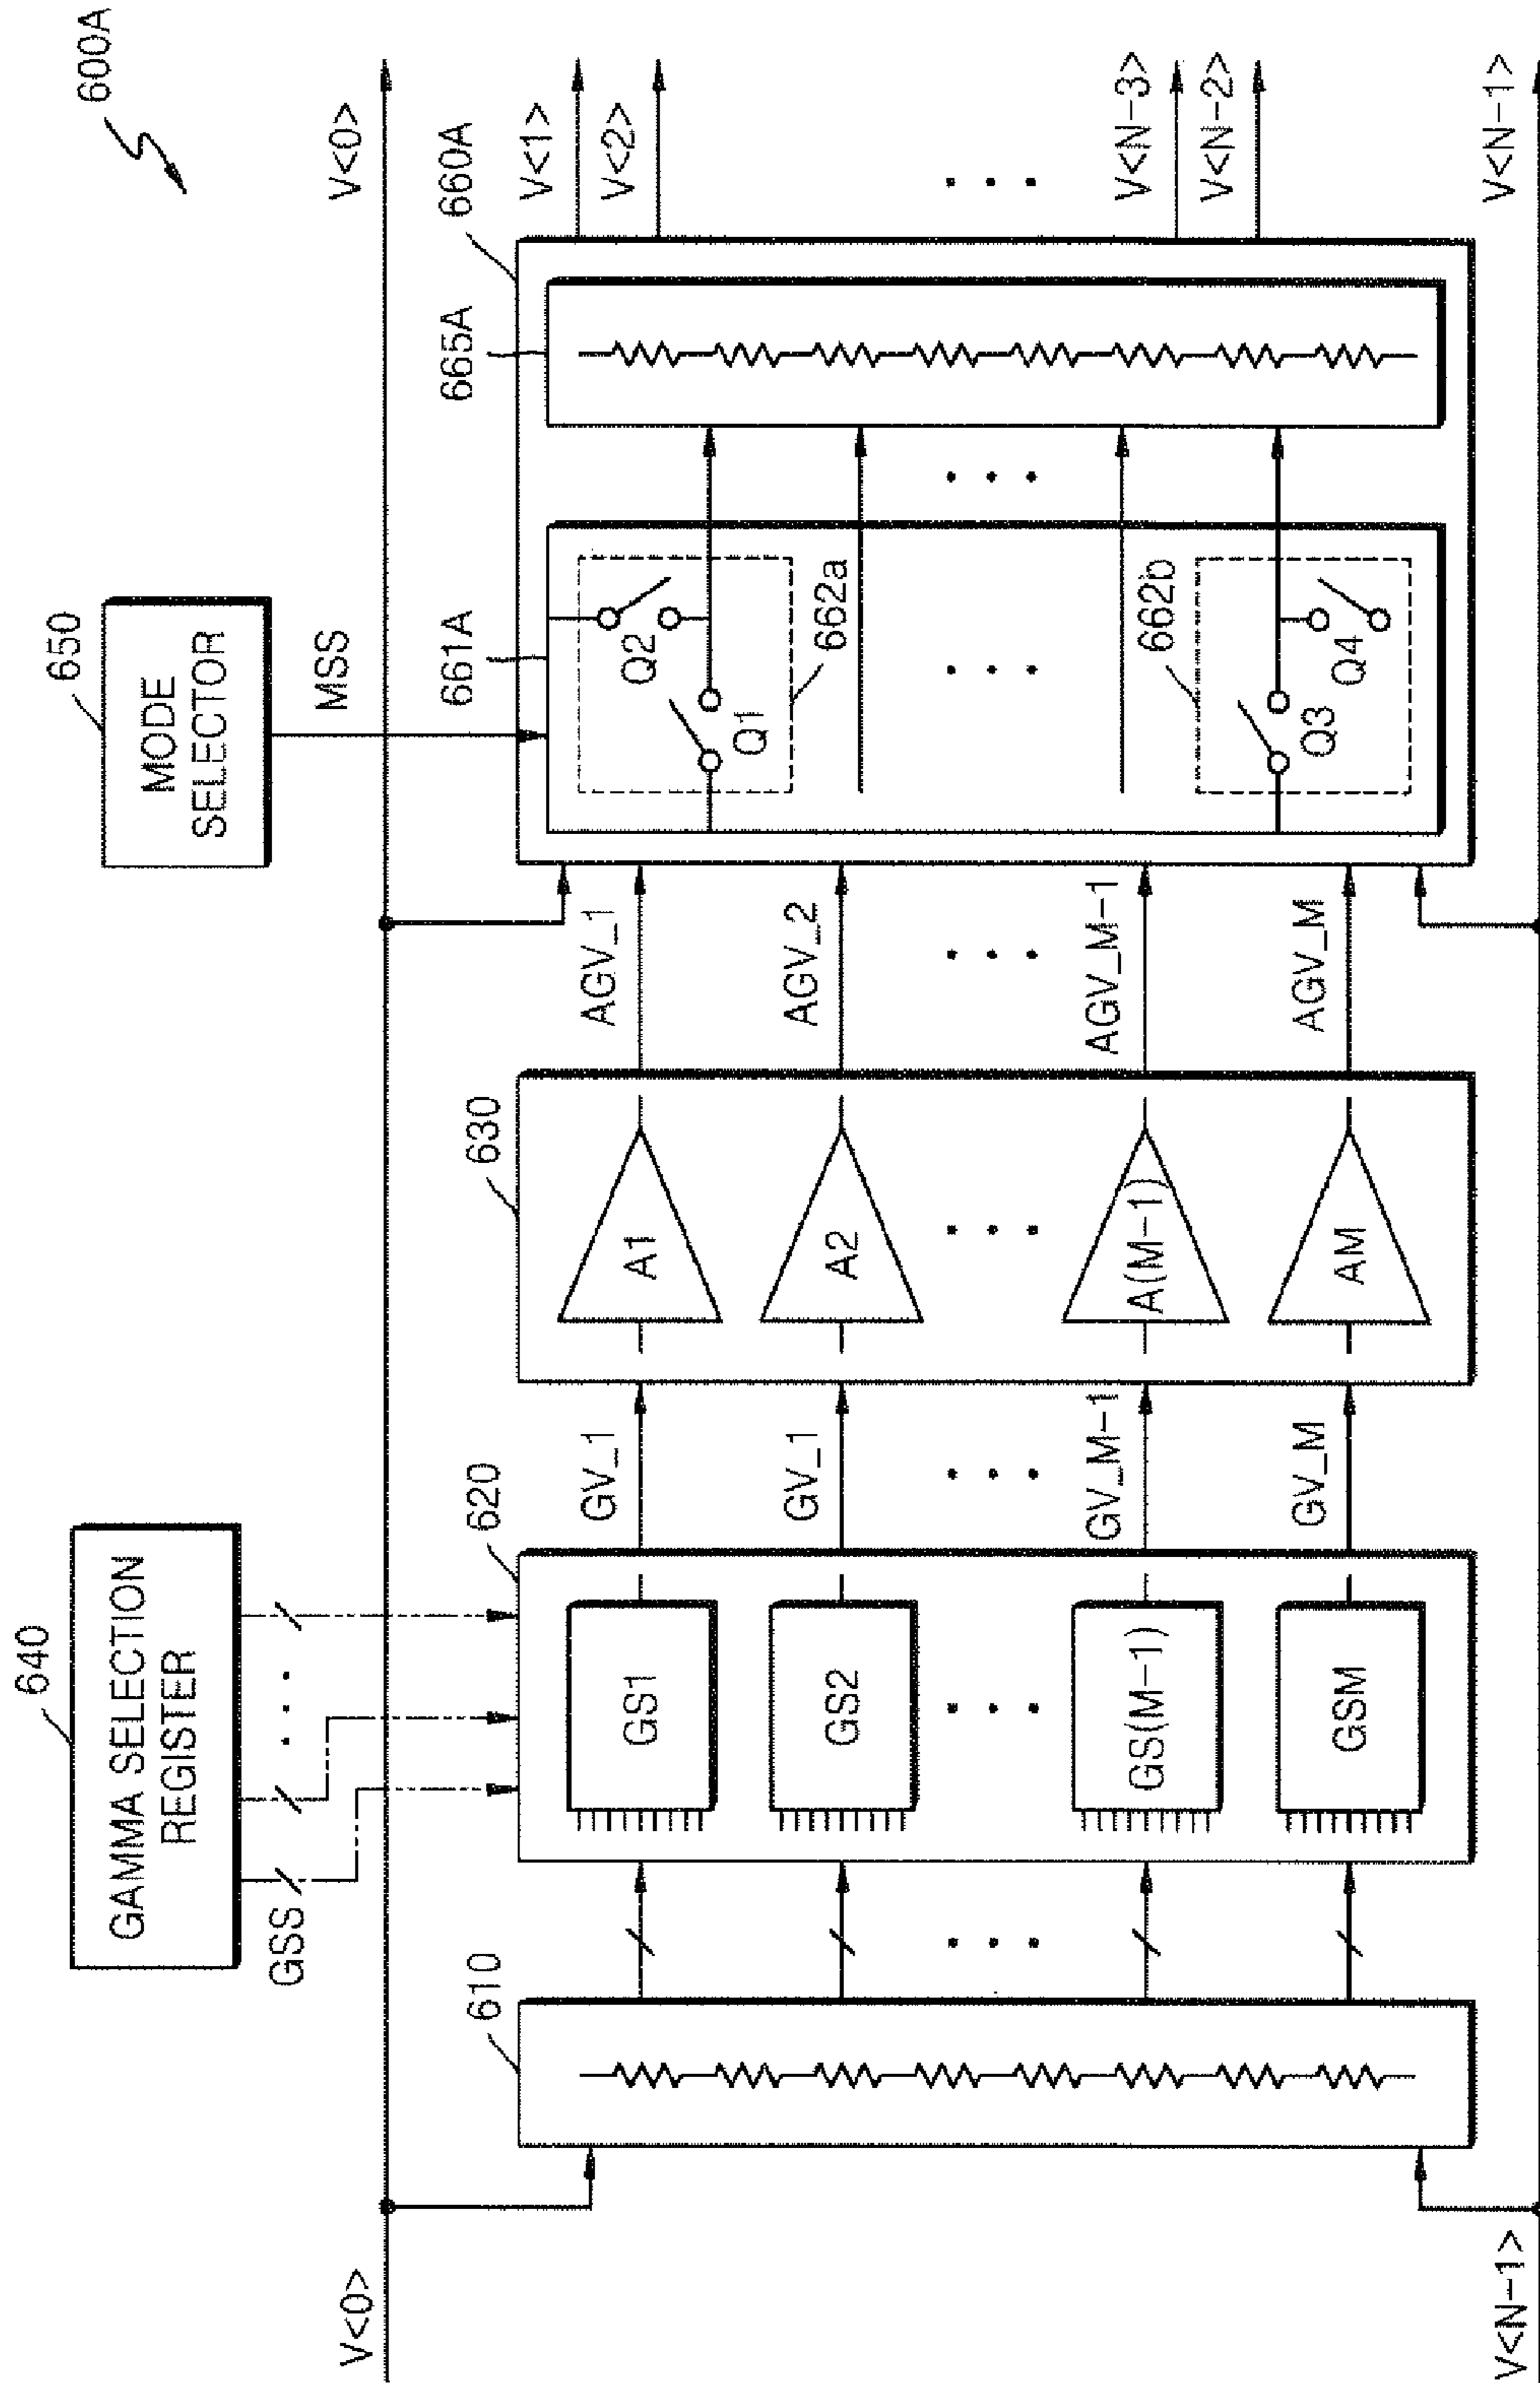 600A
640
GAMMA SELECTION
REGISTER
650
MODE
SELECTOR
GSS
MSS
V<0>
V<0>
610
620
630
661A
665A
660A
V<1>
V<2>
GS1
GV_1
A1
AGV_1
Q1
Q2
662a
GS2
GV_1
A2
AGV_2
GS(M-1)
GV_M-1
A(M-1)
AGV_M-1
662b
V<N-3>
V<N-2>
GSM
GV_M
AM
AGV_M
Q3
Q4
V<N-1>
V<N-1>